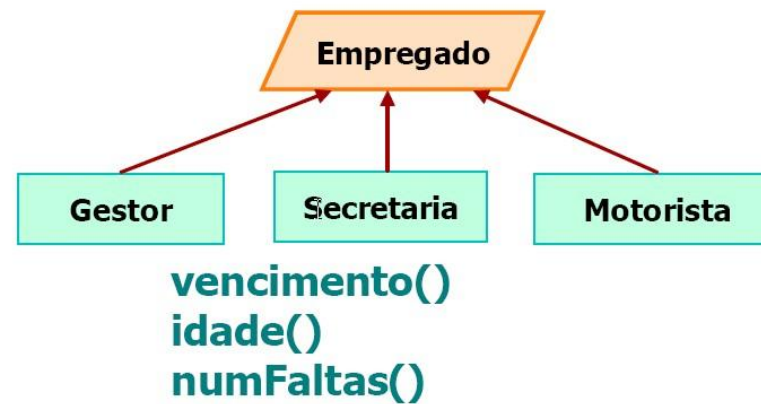 Empregado
Gestor
Secretaria
Motorista
vencimento()
idade()
numFaltas()